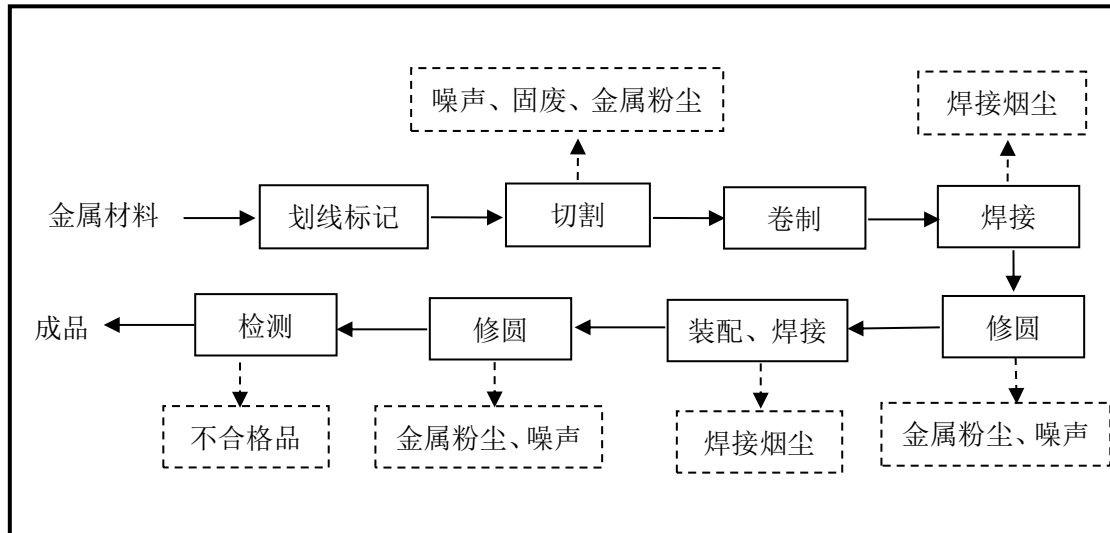 噪声、固废、金属粉尘
焊接烟尘
金属材料
划线标记
切割
卷制
焊接
成品
检测
修圆
装配、焊接
修圆
不合格品
金属粉尘、噪声
焊接烟尘
金属粉尘、噪声